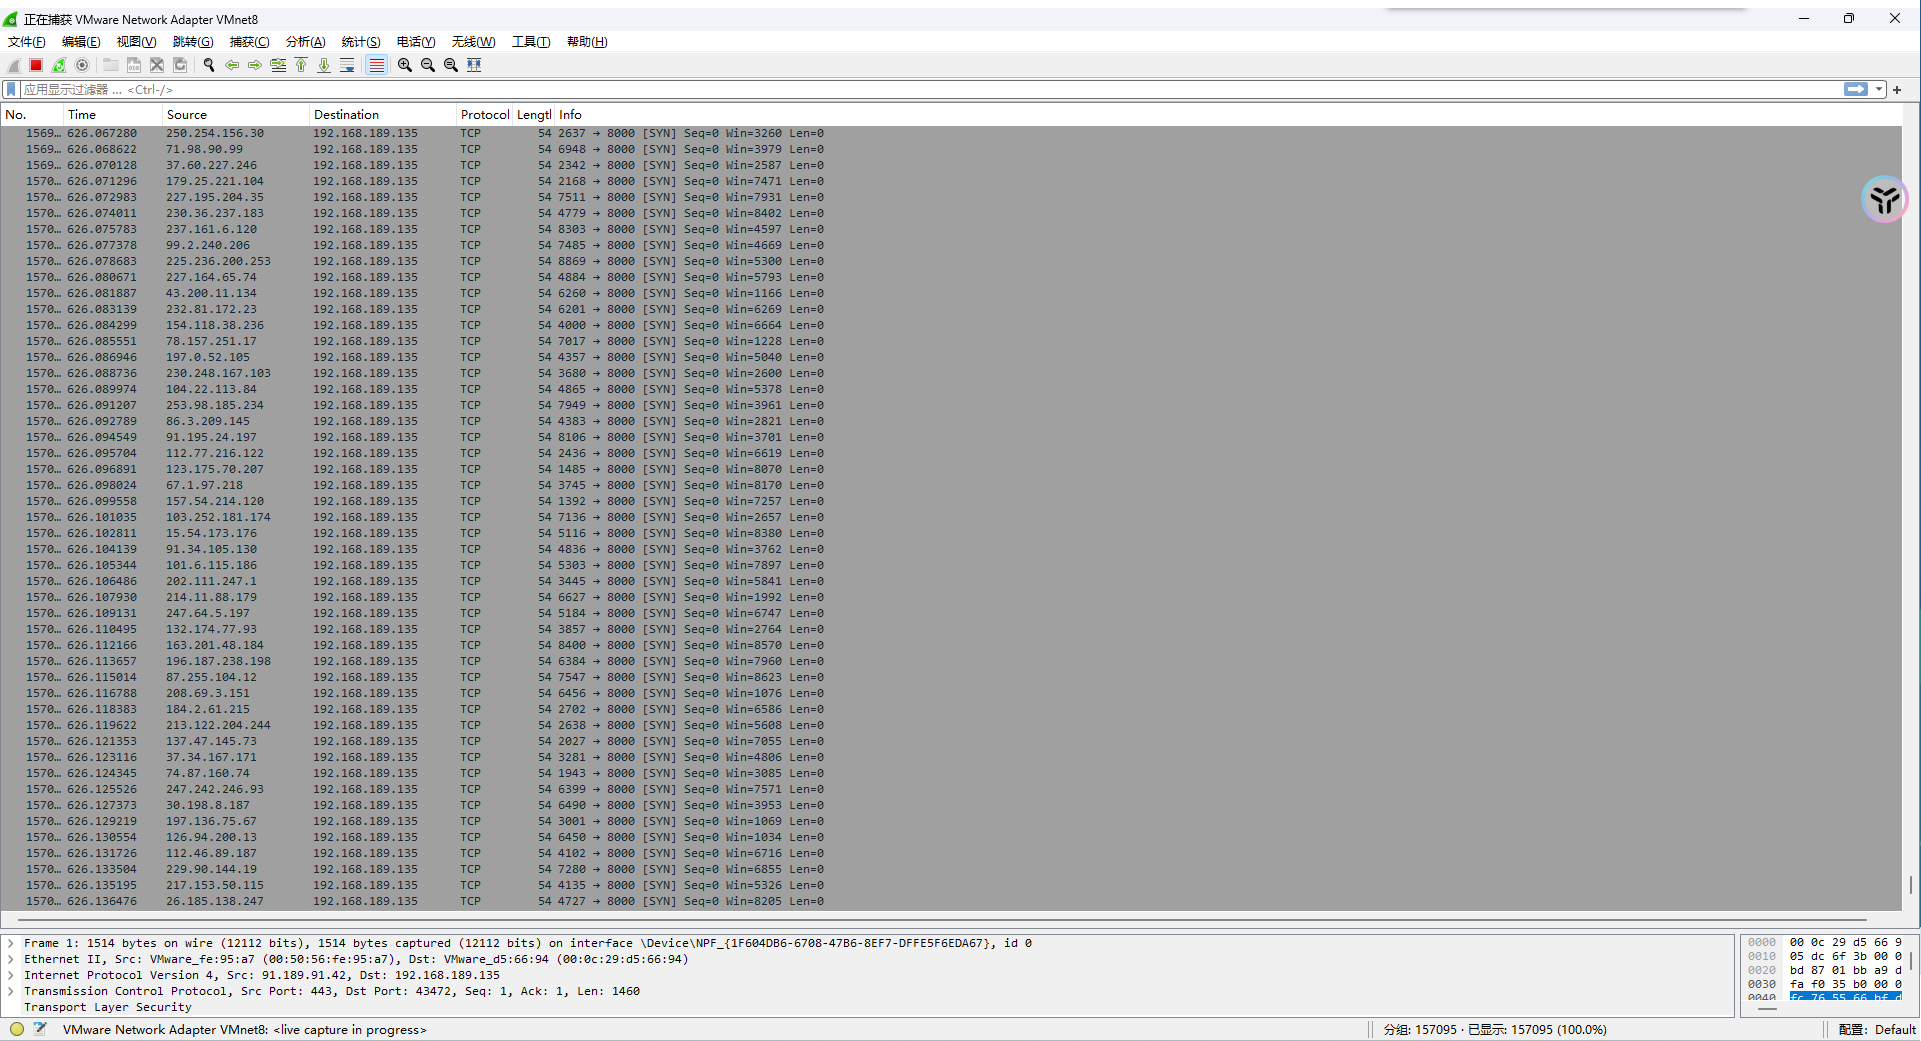 正在捕获 VMware Network Adapter VMnet8
文件(F) 编辑(E) 视图(V) 跳转(G) 捕获(C) 分析(A) 统计(S) 电话(Y) 无线(W) 工具(T) 帮助(H)
应用显示过滤器 … <Ctrl-/>
No. Time Source Destination Protocol Lengtl Info
1569… 626.067280 250.254.156.30 192.168.189.135 TCP 54 2637 → 8000 [SYN] Seq=0 Win=3260 Len=0
1569… 626.068622 71.98.90.99 192.168.189.135 TCP 54 6948 → 8000 [SYN] Seq=0 Win=3979 Len=0
1569… 626.070128 37.60.227.246 192.168.189.135 TCP 54 2342 → 8000 [SYN] Seq=0 Win=2587 Len=0
1570… 626.071296 179.25.221.104 192.168.189.135 TCP 54 2168 → 8000 [SYN] Seq=0 Win=7471 Len=0
1570… 626.072983 227.195.204.35 192.168.189.135 TCP 54 7511 → 8000 [SYN] Seq=0 Win=7931 Len=0
1570… 626.074011 230.36.237.183 192.168.189.135 TCP 54 4779 → 8000 [SYN] Seq=0 Win=8402 Len=0
1570… 626.075783 237.161.6.120 192.168.189.135 TCP 54 8303 → 8000 [SYN] Seq=0 Win=4597 Len=0
1570… 626.077378 99.2.240.206 192.168.189.135 TCP 54 7485 → 8000 [SYN] Seq=0 Win=4669 Len=0
1570… 626.078683 225.236.200.253 192.168.189.135 TCP 54 8869 → 8000 [SYN] Seq=0 Win=5300 Len=0
1570… 626.080671 227.164.65.74 192.168.189.135 TCP 54 4884 → 8000 [SYN] Seq=0 Win=5793 Len=0
1570… 626.081887 43.200.11.134 192.168.189.135 TCP 54 6260 → 8000 [SYN] Seq=0 Win=1166 Len=0
1570… 626.083139 232.81.172.23 192.168.189.135 TCP 54 6201 → 8000 [SYN] Seq=0 Win=6269 Len=0
1570… 626.084299 154.118.38.236 192.168.189.135 TCP 54 4000 → 8000 [SYN] Seq=0 Win=6664 Len=0
1570… 626.085551 78.157.251.17 192.168.189.135 TCP 54 7017 → 8000 [SYN] Seq=0 Win=1228 Len=0
1570… 626.086946 197.0.52.105 192.168.189.135 TCP 54 4357 → 8000 [SYN] Seq=0 Win=5040 Len=0
1570… 626.088736 230.248.167.103 192.168.189.135 TCP 54 3680 → 8000 [SYN] Seq=0 Win=2600 Len=0
1570… 626.089974 104.22.113.84 192.168.189.135 TCP 54 4865 → 8000 [SYN] Seq=0 Win=5378 Len=0
1570… 626.091207 253.98.185.234 192.168.189.135 TCP 54 7949 → 8000 [SYN] Seq=0 Win=3961 Len=0
1570… 626.092789 86.3.209.145 192.168.189.135 TCP 54 4383 → 8000 [SYN] Seq=0 Win=2821 Len=0
1570… 626.094549 91.195.24.197 192.168.189.135 TCP 54 8106 → 8000 [SYN] Seq=0 Win=3701 Len=0
1570… 626.095704 112.77.216.122 192.168.189.135 TCP 54 2436 → 8000 [SYN] Seq=0 Win=6619 Len=0
1570… 626.096891 123.175.70.207 192.168.189.135 TCP 54 1485 → 8000 [SYN] Seq=0 Win=8070 Len=0
1570… 626.098024 67.1.97.218 192.168.189.135 TCP 54 3745 → 8000 [SYN] Seq=0 Win=8170 Len=0
1570… 626.099558 157.54.214.120 192.168.189.135 TCP 54 1392 → 8000 [SYN] Seq=0 Win=7257 Len=0
1570… 626.101035 103.252.181.174 192.168.189.135 TCP 54 7136 → 8000 [SYN] Seq=0 Win=2657 Len=0
1570… 626.102811 15.54.173.176 192.168.189.135 TCP 54 5116 → 8000 [SYN] Seq=0 Win=8380 Len=0
1570… 626.104139 91.34.105.130 192.168.189.135 TCP 54 4836 → 8000 [SYN] Seq=0 Win=3762 Len=0
1570… 626.105344 101.6.115.186 192.168.189.135 TCP 54 5303 → 8000 [SYN] Seq=0 Win=7897 Len=0
1570… 626.106486 202.111.247.1 192.168.189.135 TCP 54 3445 → 8000 [SYN] Seq=0 Win=5841 Len=0
1570… 626.107930 214.11.88.179 192.168.189.135 TCP 54 6627 → 8000 [SYN] Seq=0 Win=1992 Len=0
1570… 626.109131 247.64.5.197 192.168.189.135 TCP 54 5184 → 8000 [SYN] Seq=0 Win=6747 Len=0
1570… 626.110495 132.174.77.93 192.168.189.135 TCP 54 3857 → 8000 [SYN] Seq=0 Win=2764 Len=0
1570… 626.112166 163.201.48.184 192.168.189.135 TCP 54 8400 → 8000 [SYN] Seq=0 Win=8570 Len=0
1570… 626.113657 196.187.238.198 192.168.189.135 TCP 54 6384 → 8000 [SYN] Seq=0 Win=7960 Len=0
1570… 626.115014 87.255.104.12 192.168.189.135 TCP 54 7547 → 8000 [SYN] Seq=0 Win=8623 Len=0
1570… 626.116788 208.69.3.151 192.168.189.135 TCP 54 6456 → 8000 [SYN] Seq=0 Win=1076 Len=0
1570… 626.118383 184.2.61.215 192.168.189.135 TCP 54 2702 → 8000 [SYN] Seq=0 Win=6586 Len=0
1570… 626.119622 213.122.204.244 192.168.189.135 TCP 54 2638 → 8000 [SYN] Seq=0 Win=5608 Len=0
1570… 626.121353 137.47.145.73 192.168.189.135 TCP 54 2027 → 8000 [SYN] Seq=0 Win=7055 Len=0
1570… 626.123116 37.34.167.171 192.168.189.135 TCP 54 3281 → 8000 [SYN] Seq=0 Win=4806 Len=0
1570… 626.124345 74.87.160.74 192.168.189.135 TCP 54 1943 → 8000 [SYN] Seq=0 Win=3085 Len=0
1570… 626.125526 247.242.246.93 192.168.189.135 TCP 54 6399 → 8000 [SYN] Seq=0 Win=7571 Len=0
1570… 626.127373 30.198.8.187 192.168.189.135 TCP 54 6490 → 8000 [SYN] Seq=0 Win=3953 Len=0
1570… 626.129219 197.136.75.67 192.168.189.135 TCP 54 3001 → 8000 [SYN] Seq=0 Win=1069 Len=0
1570… 626.130554 126.94.200.13 192.168.189.135 TCP 54 6450 → 8000 [SYN] Seq=0 Win=1034 Len=0
1570… 626.131726 112.46.89.187 192.168.189.135 TCP 54 4102 → 8000 [SYN] Seq=0 Win=6716 Len=0
1570… 626.133504 229.90.144.19 192.168.189.135 TCP 54 7280 → 8000 [SYN] Seq=0 Win=6855 Len=0
1570… 626.135195 217.153.50.115 192.168.189.135 TCP 54 4135 → 8000 [SYN] Seq=0 Win=5326 Len=0
1570… 626.136476 26.185.138.247 192.168.189.135 TCP 54 4727 → 8000 [SYN] Seq=0 Win=8205 Len=0
Frame 1: 1514 bytes on wire (12112 bits), 1514 bytes captured (12112 bits) on interface \Device\NPF_{1F604DB6-6708-47B6-8EF7-DFFE5F6EDA67}, id 0
Ethernet II, Src: VMware_fe:95:a7 (00:50:56:fe:95:a7), Dst: VMware_d5:66:94 (00:0c:29:d5:66:94)
Internet Protocol Version 4, Src: 91.189.91.42, Dst: 192.168.189.135
Transmission Control Protocol, Src Port: 443, Dst Port: 43472, Seq: 1, Ack: 1, Len: 1460
Transport Layer Security
0000 00 0c 29 d5 66 9
0010 05 dc 6f 3b 00 0
0020 bd 87 01 bb a9 d
0030 fa f0 35 b0 00 0
0040 fc 76 55 66 bf d
VMware Network Adapter VMnet8: <live capture in progress>
分组: 157095 · 已显示: 157095 (100.0%)
配置: Default